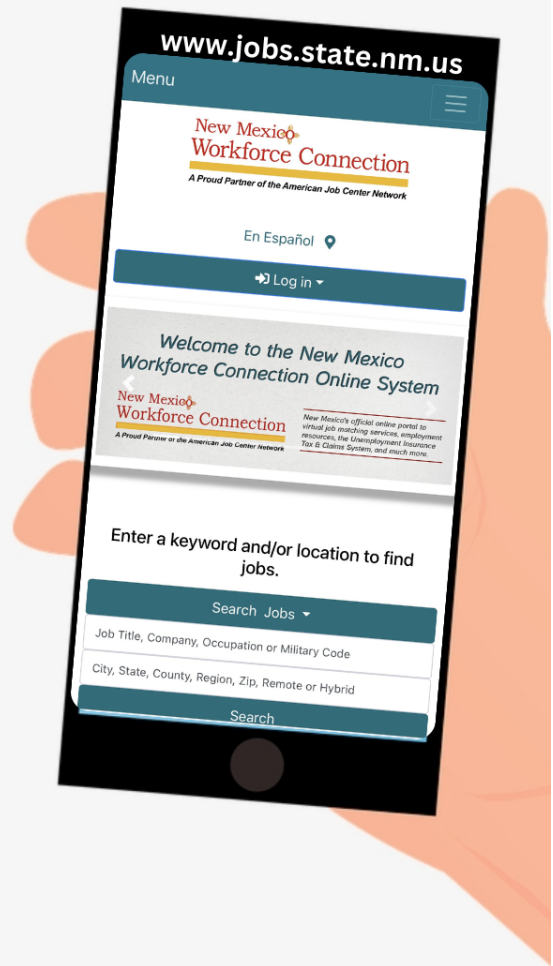 www.jobs.state.nm.us
Menu
New Mexico
Workforce Connection
A Proud Partner of the American Job Center Network
En Español
Log in
Welcome to the New Mexico
Workforce Connection Online System
New Mexico
Workforce Connection
A Proud Partner of the American Job Center Network
New Mexico's official online portal to
virtual job matching services, employment
resources, the Unemployment Insurance
Tax & Claims System, and much more.
Enter a keyword and/or location to find
jobs.
Search Jobs
Job Title, Company, Occupation or Military Code
City, State, County, Region, Zip, Remote or Hybrid
Search